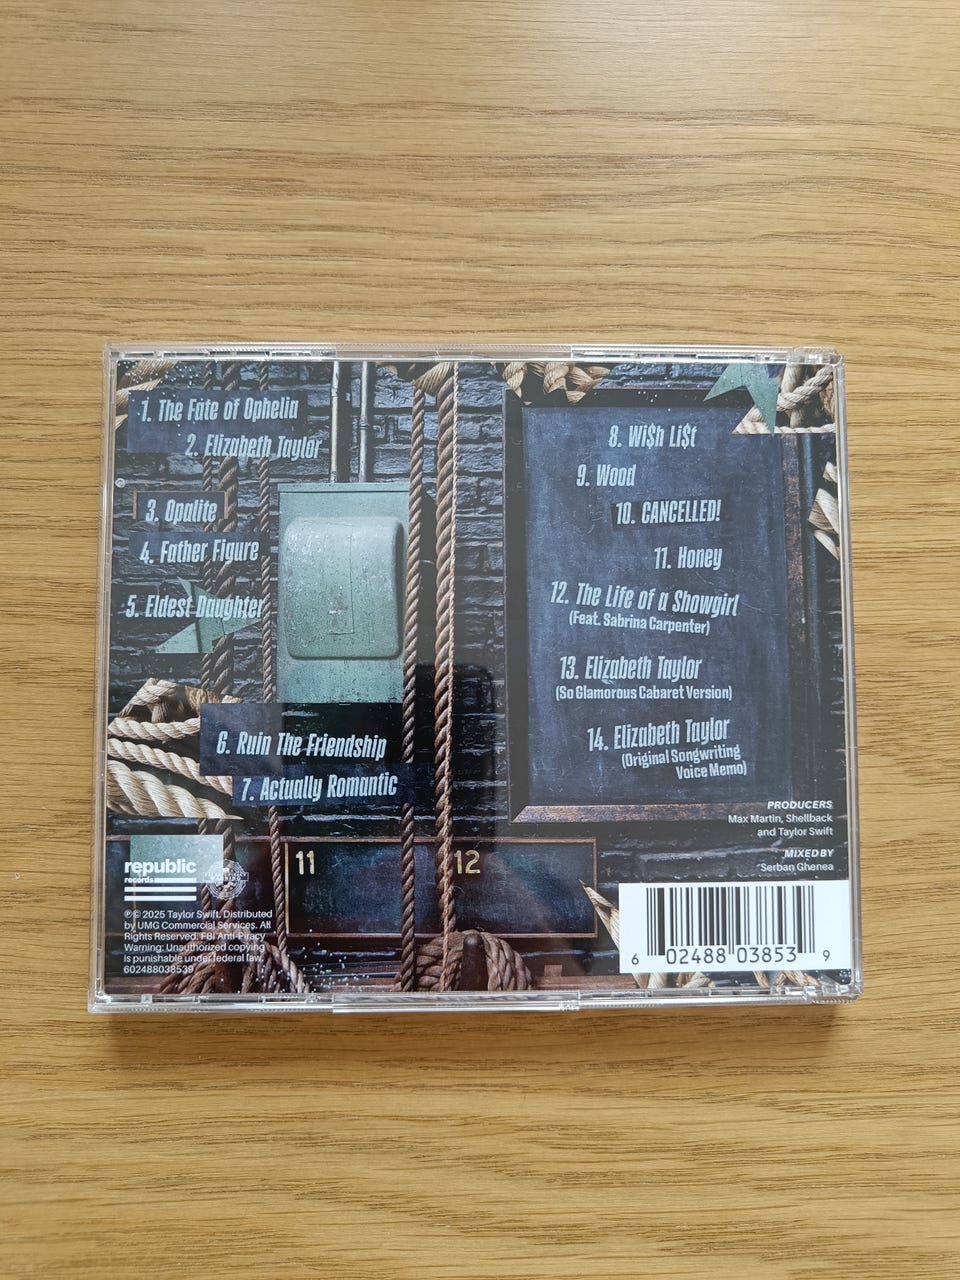 1. The Fate of Ophelia
2. Elizabeth Taylor
3. Opalite
4. Father Figure
5. Eldest Daughter
6. Ruin The Friendship
7. Actually Romantic
8. Wi$h Li$t
9. Wood
10. CANCELLED!
11. Honey
12. The Life of a Showgirl
(Feat. Sabrina Carpenter)
13. Elizabeth Taylor
(So Glamorous Cabaret Version)
14. Elizabeth Taylor
(Original Songwriting
Voice Memo)
PRODUCERS
Max Martin, Shellback
and Taylor Swift
MIXED BY
Serban Ghenea
11
12
republic
records
℗© 2025 Taylor Swift. Distributed
by UMG Commercial Services. All
Rights Reserved. FBI Anti-Piracy
Warning: Unauthorized copying
is punishable under federal law.
602488038539
6 02488 03853 9